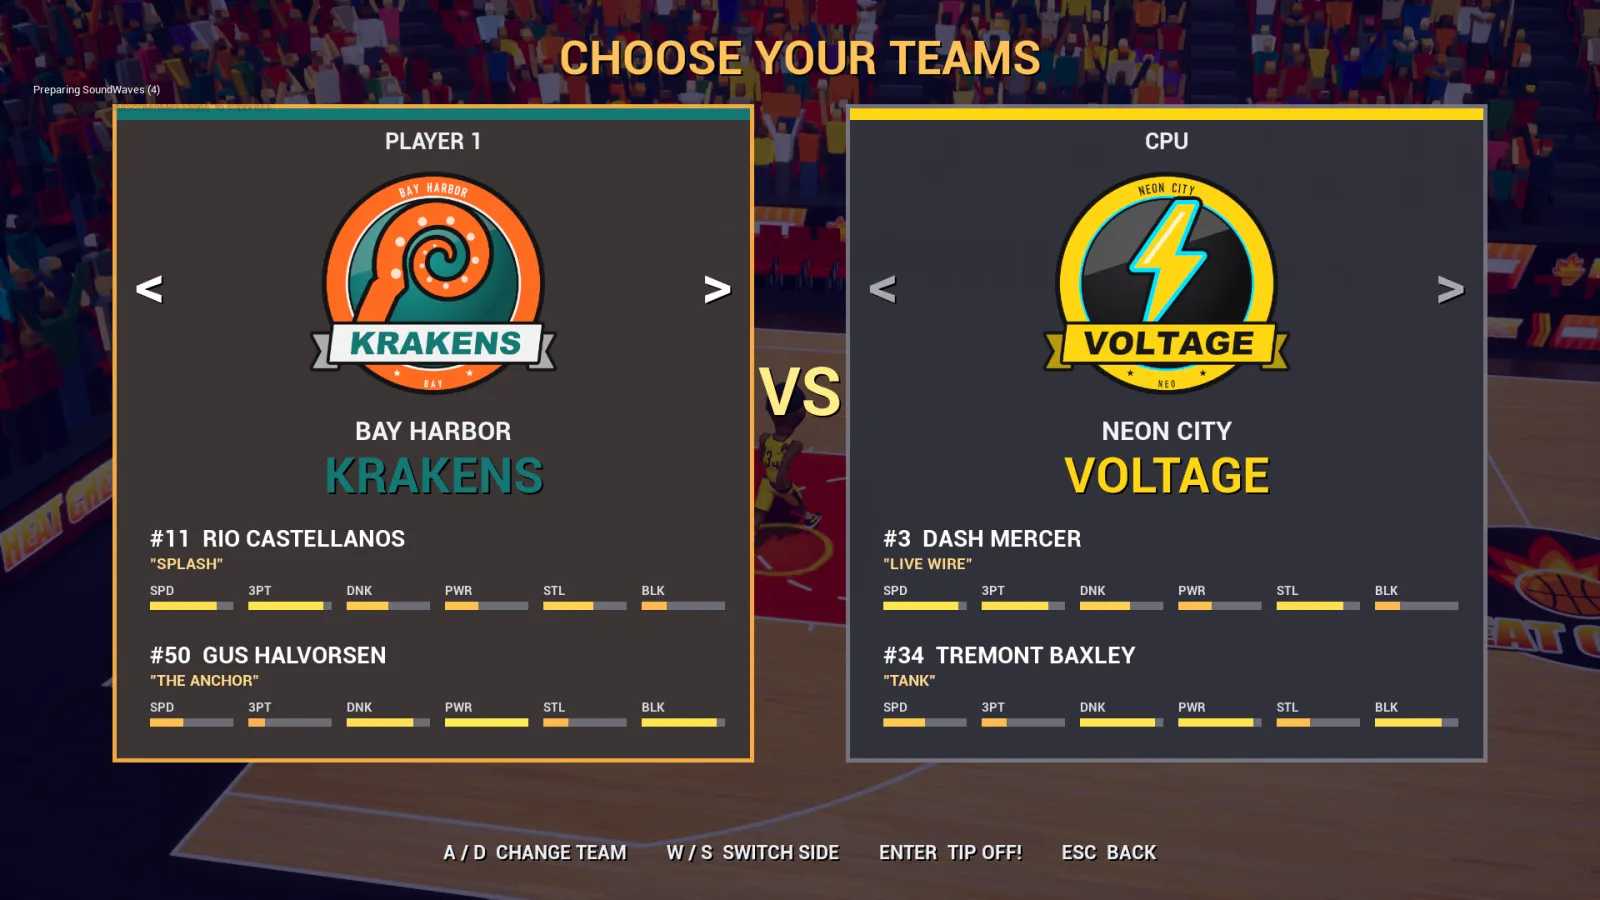 CHOOSE YOUR TEAMS
Preparing SoundWaves (4)
PLAYER 1
BAY HARBOR
KRAKENS
BAY
<
>
BAY HARBOR
KRAKENS
#11 RIO CASTELLANOS
"SPLASH"
SPD 3PT DNK PWR STL BLK
#50 GUS HALVORSEN
"THE ANCHOR"
SPD 3PT DNK PWR STL BLK
VS
CPU
NEON CITY
VOLTAGE
NEO
<
>
NEON CITY
VOLTAGE
#3 DASH MERCER
"LIVE WIRE"
SPD 3PT DNK PWR STL BLK
#34 TREMONT BAXLEY
"TANK"
SPD 3PT DNK PWR STL BLK
HEAT CHE
EAT C
A / D CHANGE TEAM W / S SWITCH SIDE ENTER TIP OFF! ESC BACK